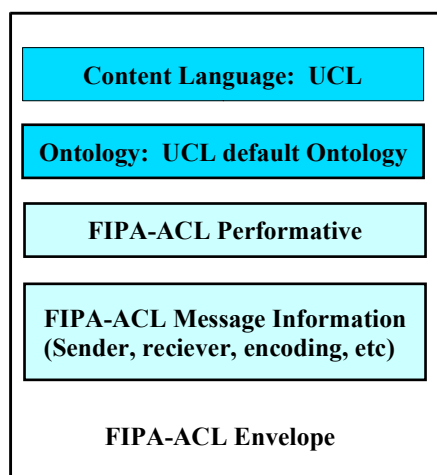 Content Language: UCL
Ontology: UCL default Ontology
FIPA-ACL Performative
FIPA-ACL Message Information
(Sender, reciever, encoding, etc)
FIPA-ACL Envelope